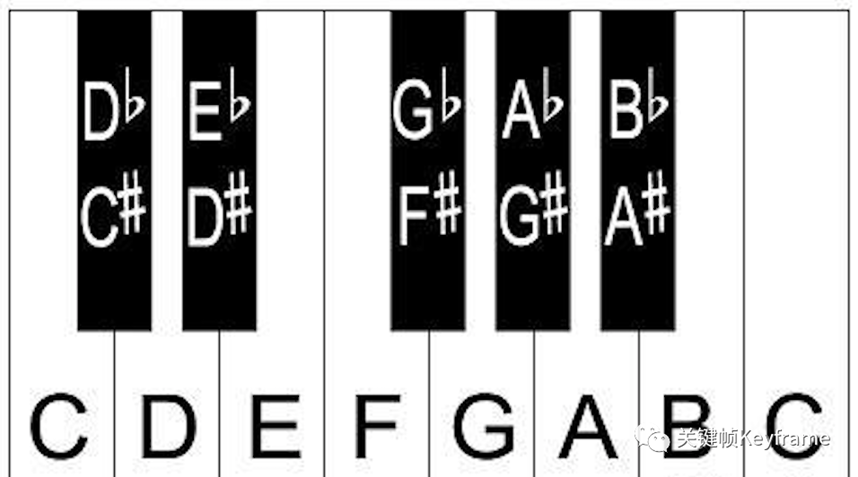 D♭ E♭ G♭ A♭ B♭
C♯ D♯ F♯ G♯ A♯
C D E F G A B C
关键帧Keyframe